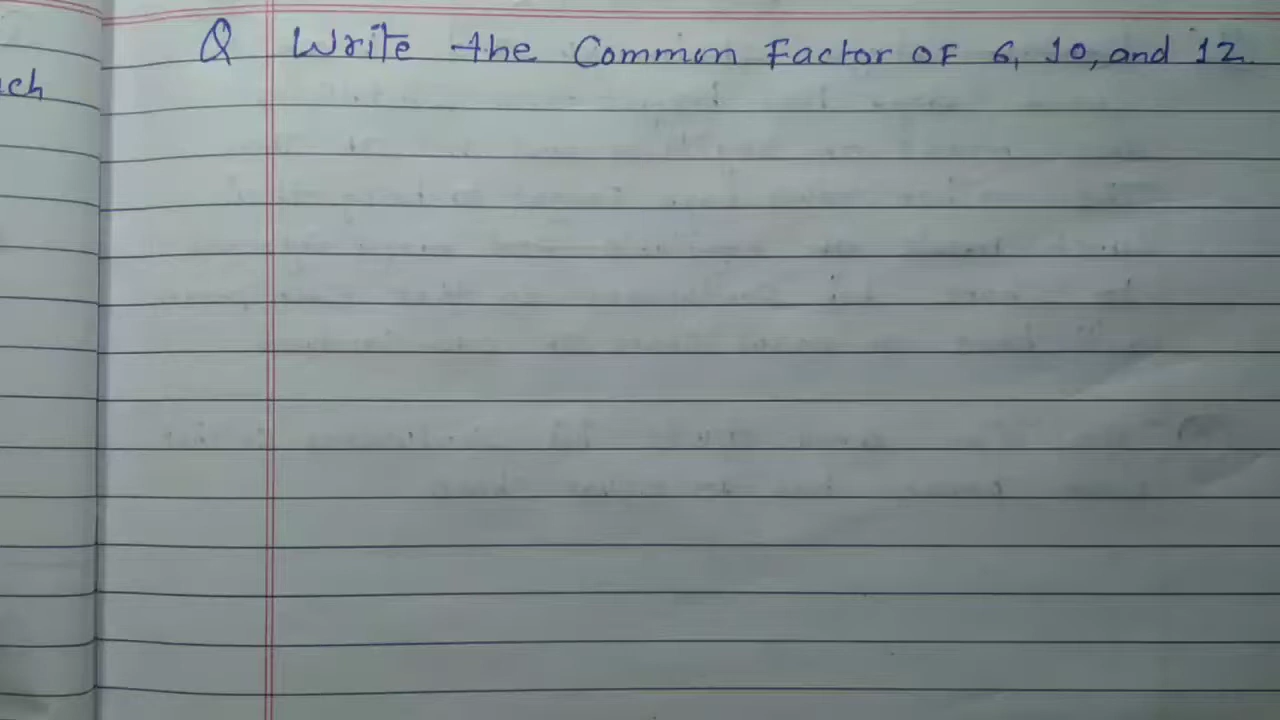 Q Write the Common Factor OF 6, 10, and 12
ch